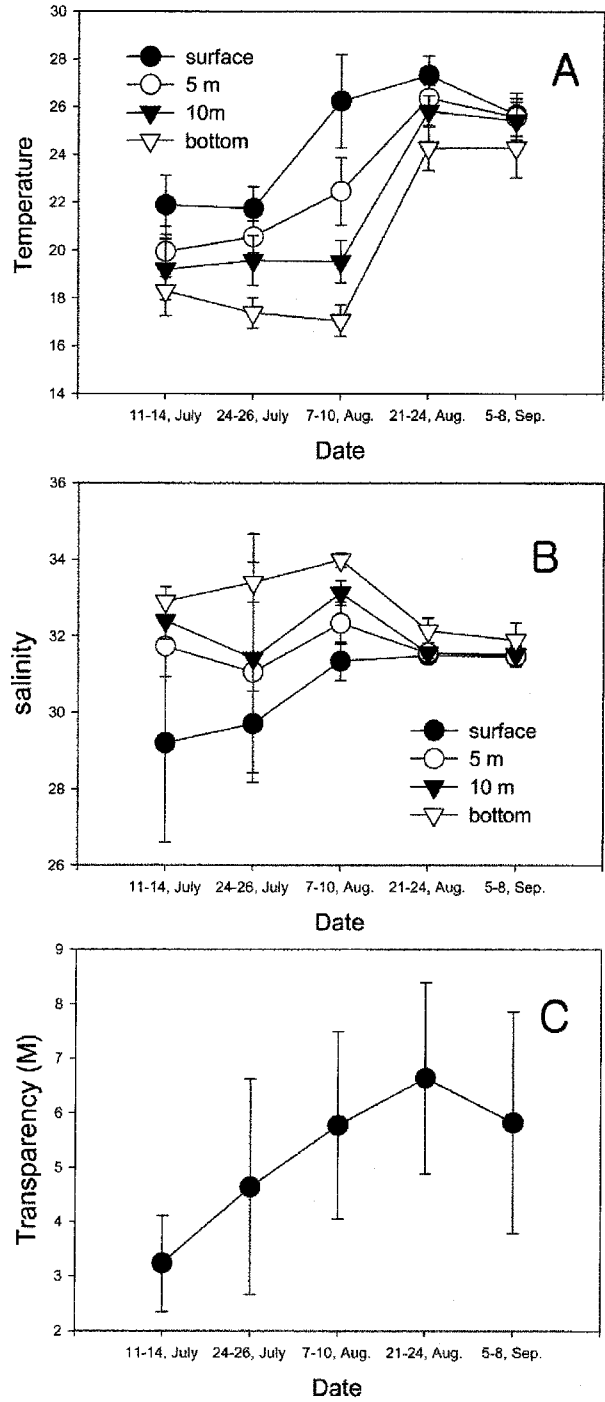 30
28
26
24
22
20
18
16
14
Temperature
surface
5 m
10m
bottom
A
11-14, July
24-26, July
7-10, Aug.
21-24, Aug.
5-8, Sep.
Date
36
34
32
30
28
26
salinity
B
surface
5 m
10 m
bottom
11-14, July
24-26, July
7-10, Aug.
21-24, Aug.
5-8, Sep.
Date
9
8
7
6
5
4
3
2
Transparency (M)
C
11-14, July
24-26, July
7-10, Aug.
21-24, Aug.
5-8, Sep.
Date